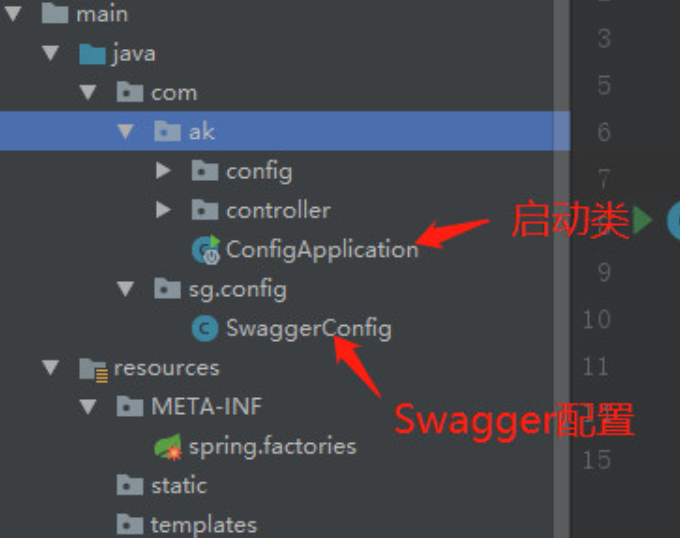 main
3
java
5
com
6
ak
7
config
启动类
controller
ConfigApplication
9
sg.config
10
SwaggerConfig
11
resources
META-INF
Swagger配置
spring.factories
15
static
templates